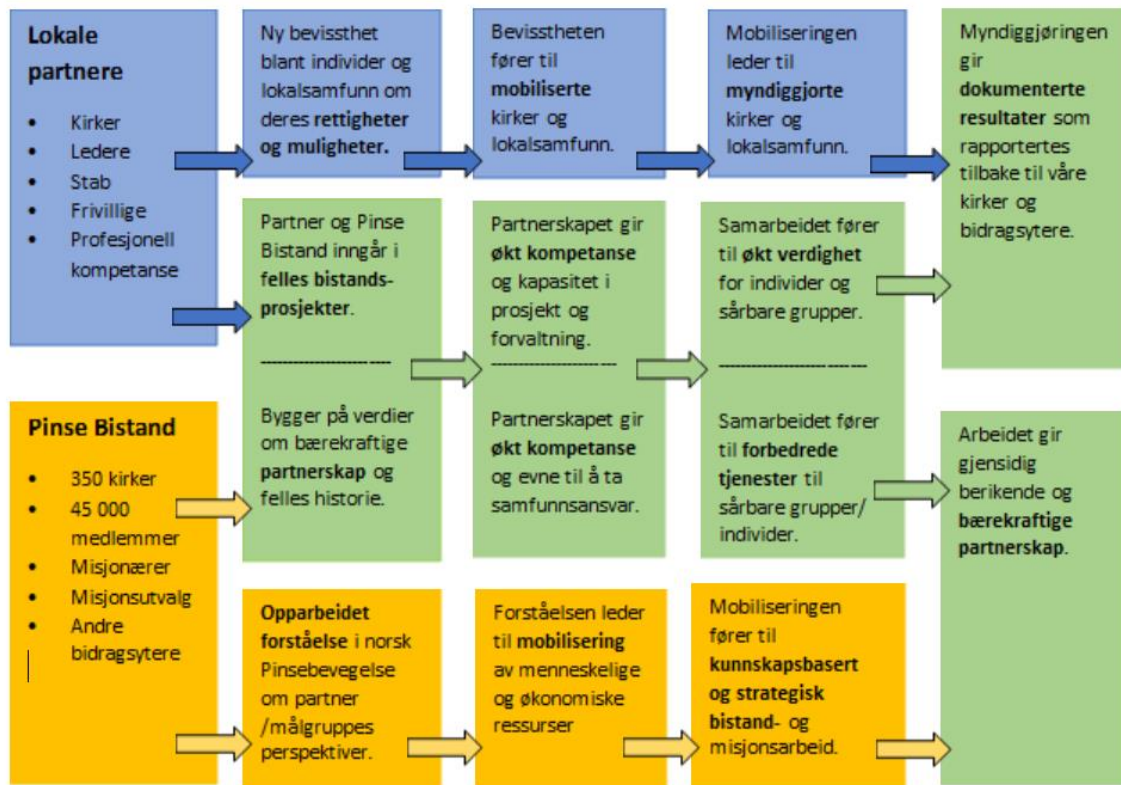 Lokale
partnere
• Kirker
• Ledere
• Stab
• Frivillige
• Profesjonell
kompetanse
Ny bevissthet
blant individer og
lokalsamfunn om
deres rettigheter
og muligheter.
Bevisstheten
fører til
mobiliserte
kirker og
lokalsamfunn.
Mobiliseringen
leder til
myndiggjorte
kirker og
lokalsamfunn.
Myndiggjøringen
gir
dokumenterte
resultater som
rapportertes
tilbake til våre
kirker og
bidragsytere.
Partner og Pinse
Bistand inngår i
felles bistands-
prosjekter.
------------------------
Bygger på verdier
om bærekraftige
partnerskap og
felles historie.
Partnerskapet gir
økt kompetanse
og kapasitet i
prosjekt og
forvaltning.
------------------------
Partnerskapet gir
økt kompetanse
og evne til å ta
samfunnsansvar.
Samarbeidet fører
til økt verdighet
for individer og
sårbare grupper.
----------------------------
Samarbeidet fører
til forbedrede
tjenester til
sårbare grupper/
individer.
Arbeidet gir
gjensidig
berikende og
bærekraftige
partnerskap.
Pinse Bistand
• 350 kirker
• 45 000
medlemmer
• Misjonærer
• Misjonsutvalg
• Andre
bidragsytere
Opparbeidet
forståelse i norsk
Pinsebevegelse
om partner
/målgruppes
perspektiver.
Forståelsen leder
til mobilisering
av menneskelige
og økonomiske
ressurser
Mobiliseringen
fører til
kunnskapsbasert
og strategisk
bistand- og
misjonsarbeid.